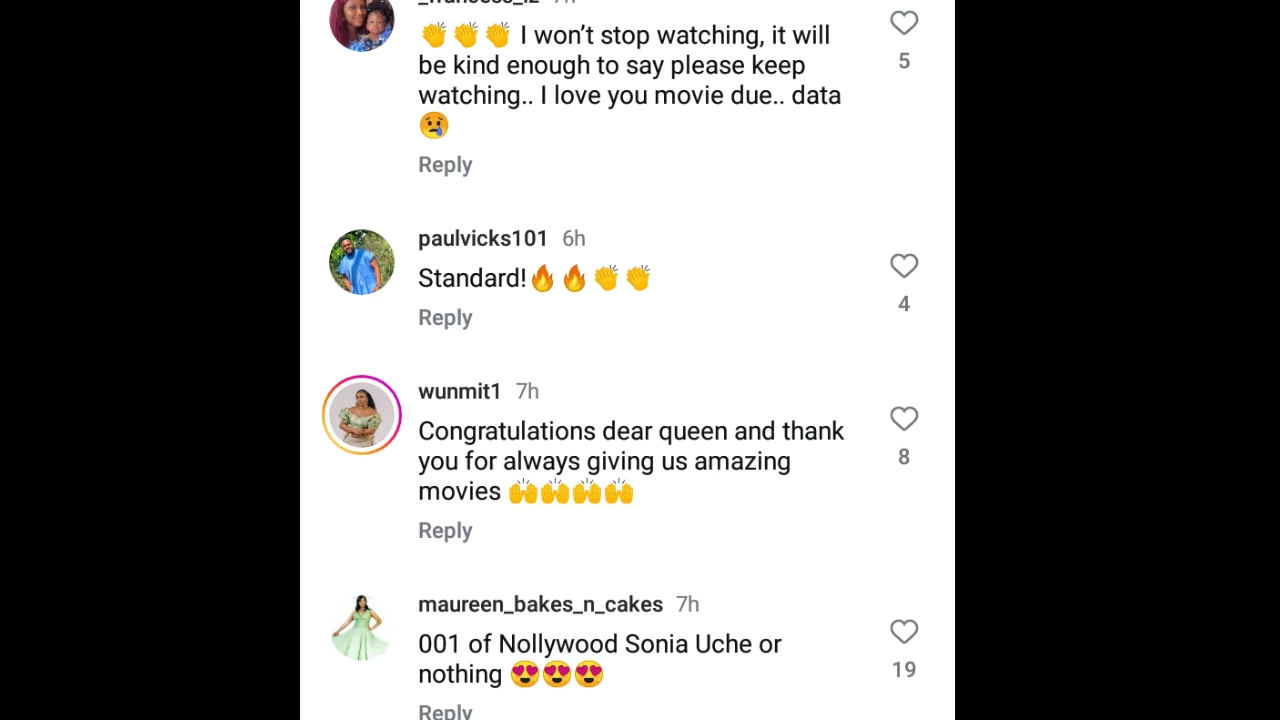 7h
👏👏👏 I won't stop watching, it will
be kind enough to say please keep
watching.. I love you movie due.. data
😢
5
Reply
paulvicks101 6h
Standard!🔥🔥👏👏
4
Reply
wunmit1 7h
Congratulations dear queen and thank
you for always giving us amazing
movies 🙌🙌🙌🙌
8
Reply
maureen_bakes_n_cakes 7h
001 of Nollywood Sonia Uche or
nothing 😍😍😍
19
Reply